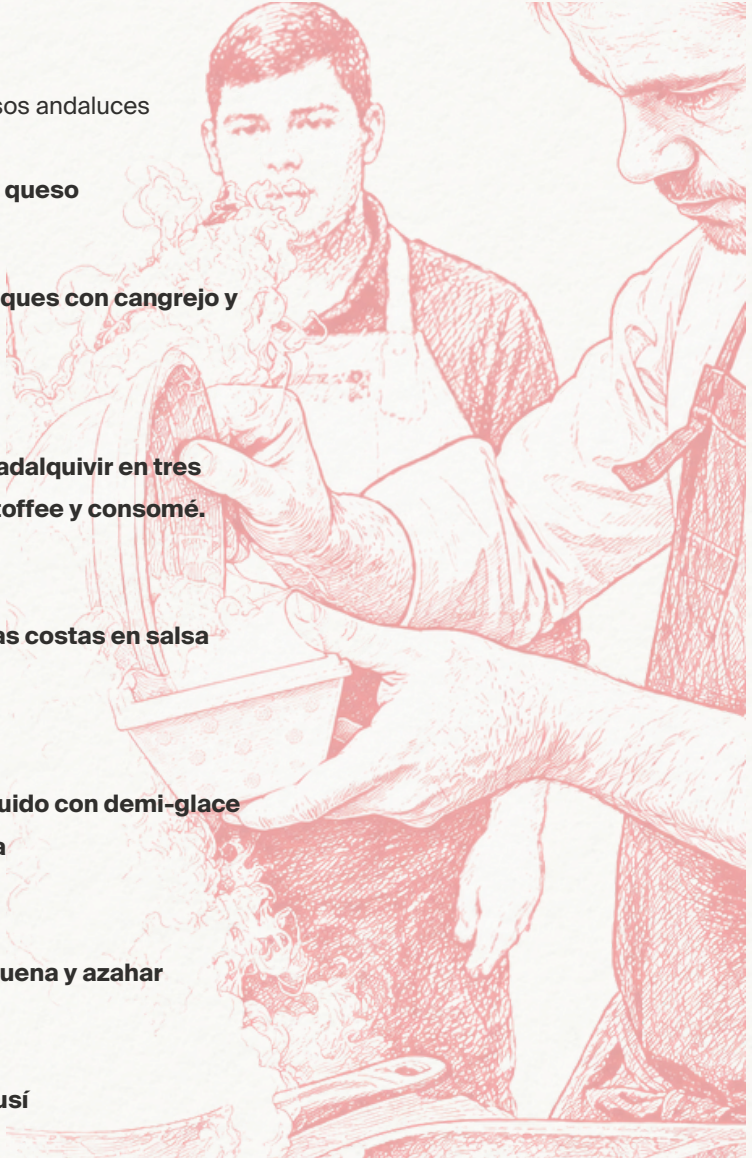 sos andaluces
queso
ques con cangrejo y
adalquivir en tres
toffee y consomé.
as costas en salsa
uido con demi-glace
a
uena y azahar
usí